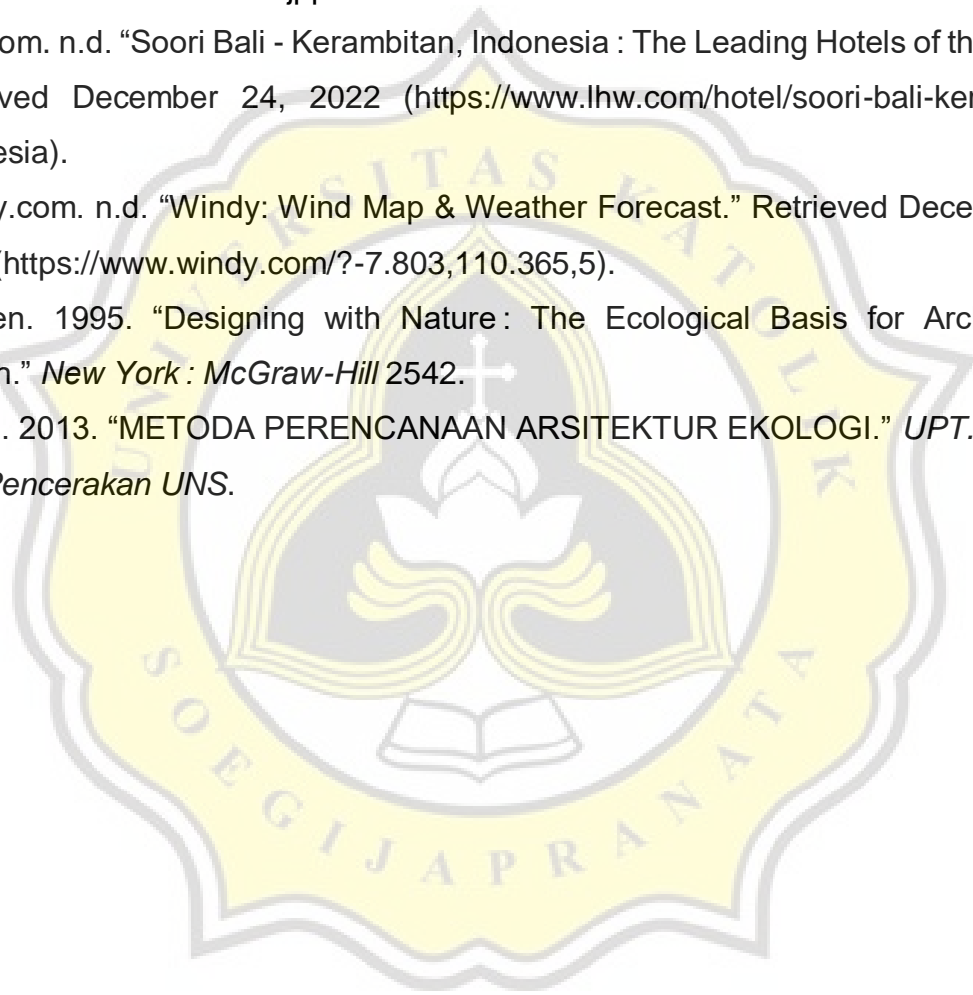 om. n.d. “Soori Bali - Kerambitan, Indonesia : The Leading Hotels of th
ved December 24, 2022 (https://www.lhw.com/hotel/soori-bali-ker
esia).
y.com. n.d. “Windy: Wind Map & Weather Forecast.” Retrieved Dece
(https://www.windy.com/?-7.803,110.365,5).
en. 1995. “Designing with Nature : The Ecological Basis for Arc
n.” New York : McGraw-Hill 2542.
. 2013. “METODA PERENCANAAN ARSITEKTUR EKOLOGI.” UPT.
Pencerakan UNS.
UNIVERSITAS KATOLIK
SOEGIJAPRANATA